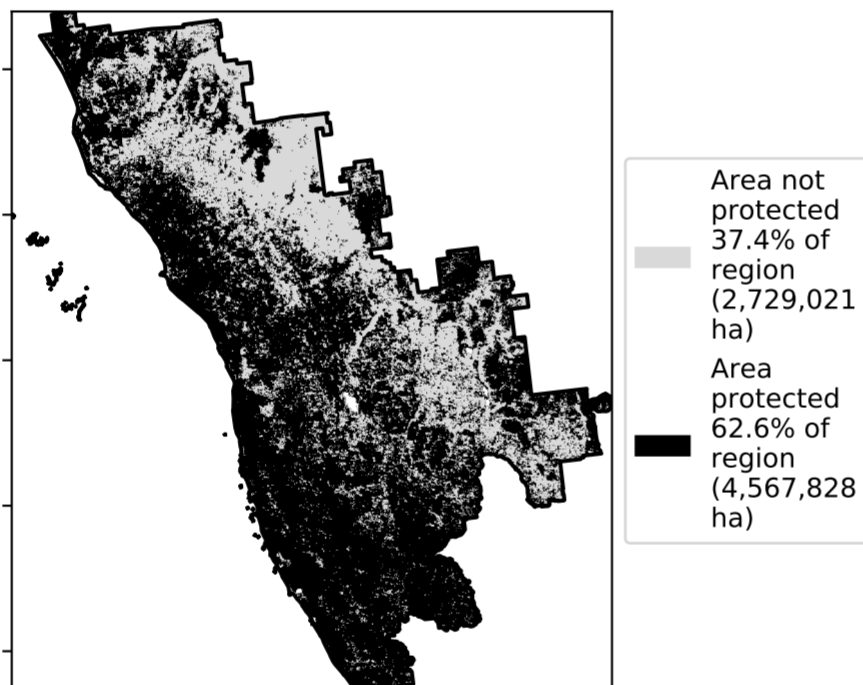 Area not
protected
37.4% of
region
(2,729,021
ha)
Area
protected
62.6% of
region
(4,567,828
ha)